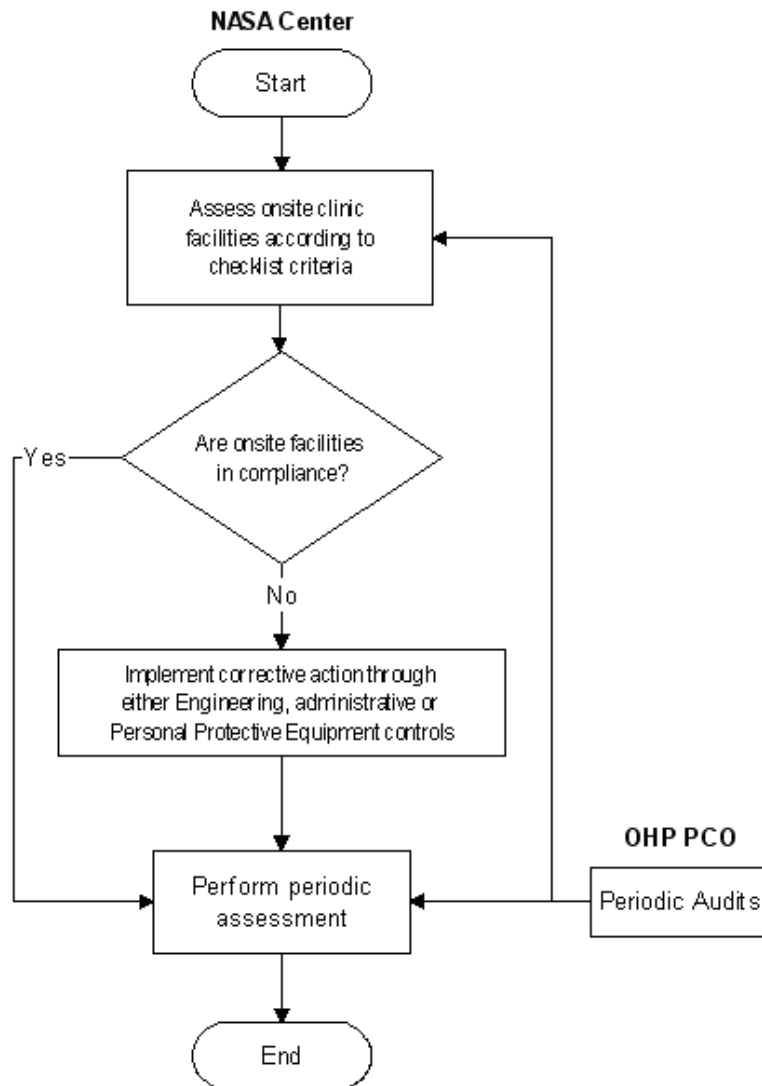 NASA Center
Start
Assess onsite clinic
facilities according to
checklist criteria
Are onsite facilities
in compliance?
Yes
No
Implement corrective action through
either Engineering, administrative or
Personal Protective Equipment controls
OHP PCO
Perform periodic
assessment
Periodic Audits
End